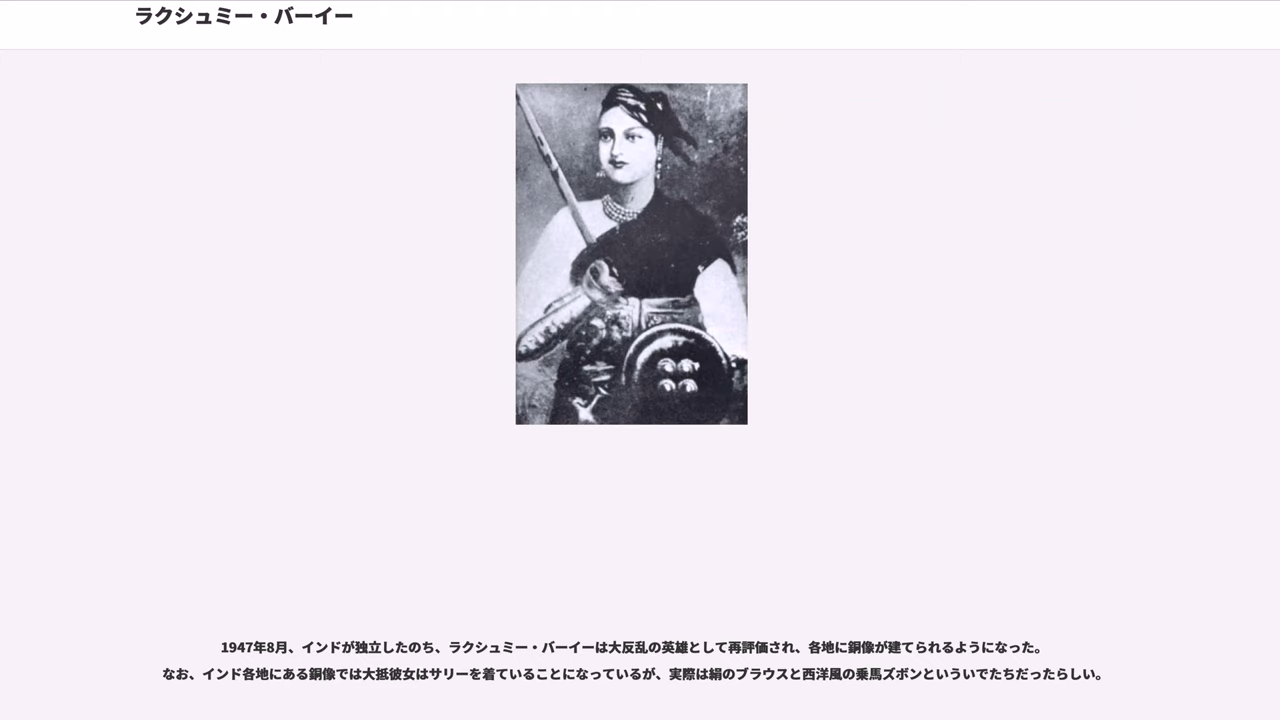 ラクシュミー・バーイー
1947年8月、インドが独立したのち、ラクシュミー・バーイーは大反乱の英雄として再評価され、各地に銅像が建てられるようになった。
なお、インド各地にある銅像では大抵彼女はサリーを着ていることになっているが、実際は絹のブラウスと西洋風の乗馬ズボンといういでたちだったらしい。